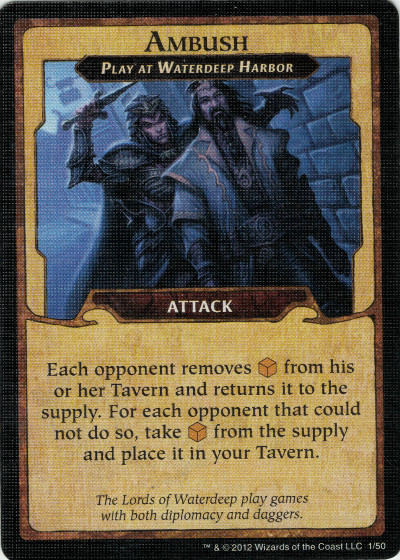 AMBUSH
PLAY AT WATERDEEP HARBOR
ATTACK
Each opponent removes from his
or her Tavern and returns it to the
supply. For each opponent that could
not do so, take from the supply
and place it in your Tavern.
The Lords of Waterdeep play games
with both diplomacy and daggers.
™ & © 2012 Wizards of the Coast LLC 1/50